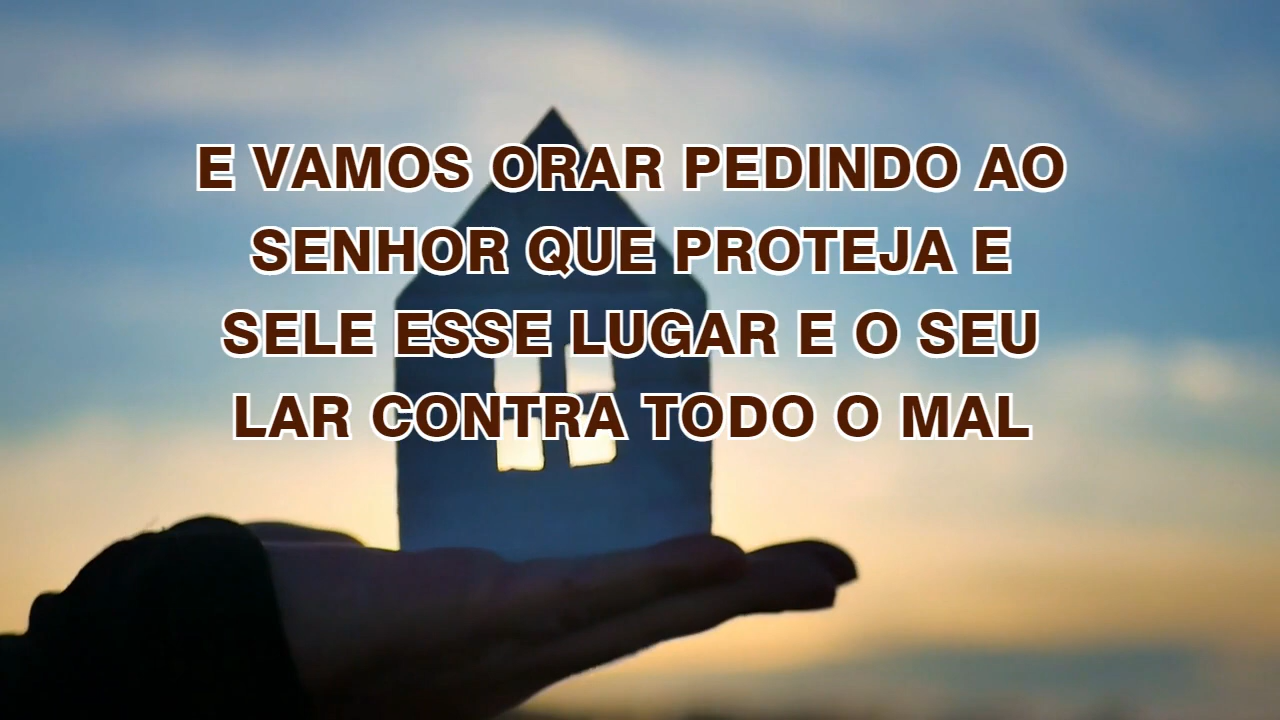 E VAMOS ORAR PEDINDO AO
SENHOR QUE PROTEJA E
SELE ESSE LUGAR E O SEU
LAR CONTRA TODO O MAL